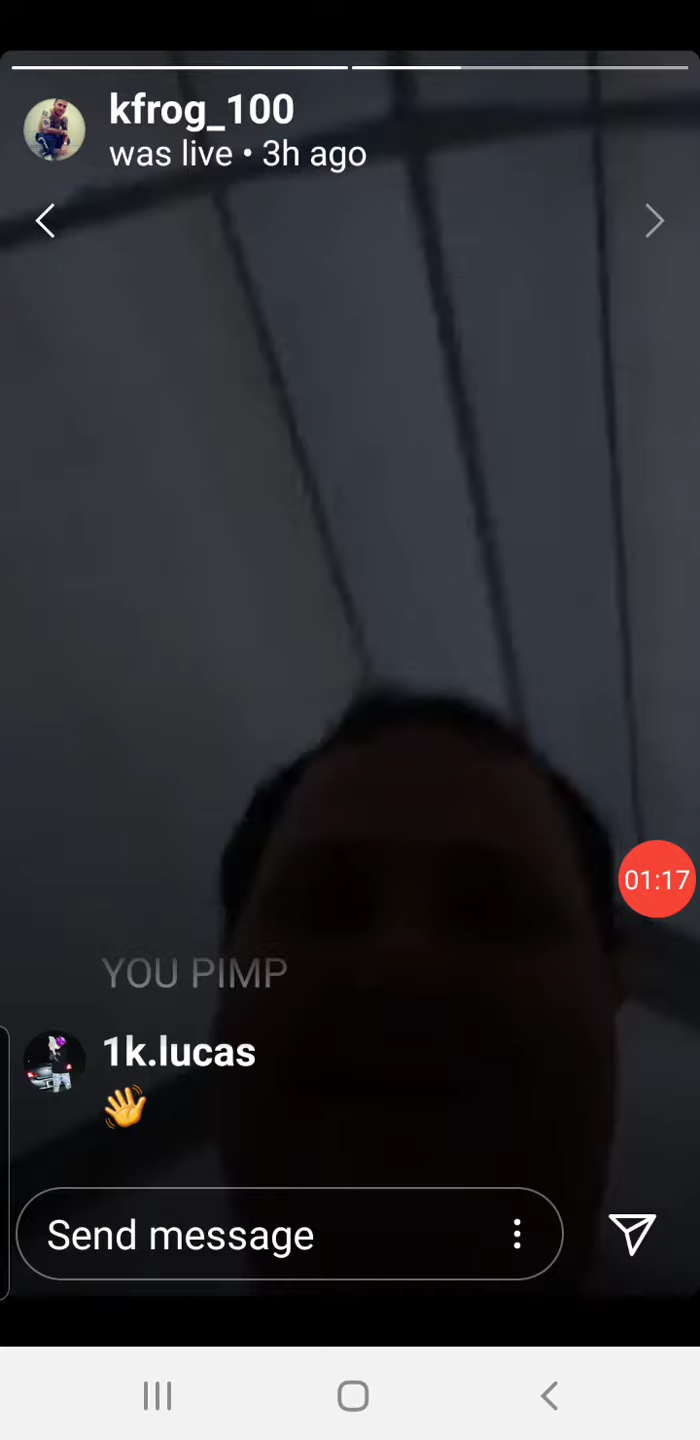 kfrog_100
was live • 3h ago
01:17
YOU PIMP
1k.lucas
👋
Send message